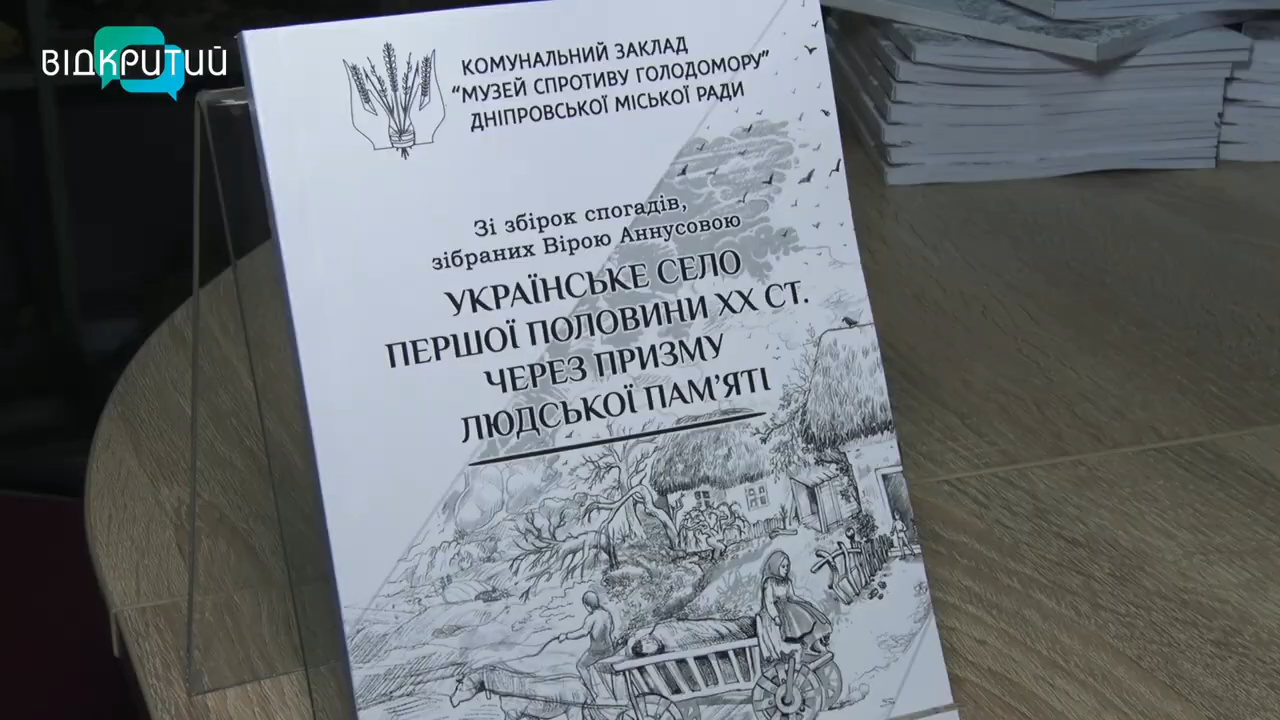 ВІДКРИТИЙ
КОМУНАЛЬНИЙ ЗАКЛАД
“МУЗЕЙ СПРОТИВУ ГОЛОДОМОРУ”
ДНІПРОВСЬКОЇ МІСЬКОЇ РАДИ
Зі збірок спогадів,
зібраних Вірою Аннусовою
УКРАЇНСЬКЕ СЕЛО
ПЕРШОЇ ПОЛОВИНИ ХХ СТ.
ЧЕРЕЗ ПРИЗМУ
ЛЮДСЬКОЇ ПАМ’ЯТІ